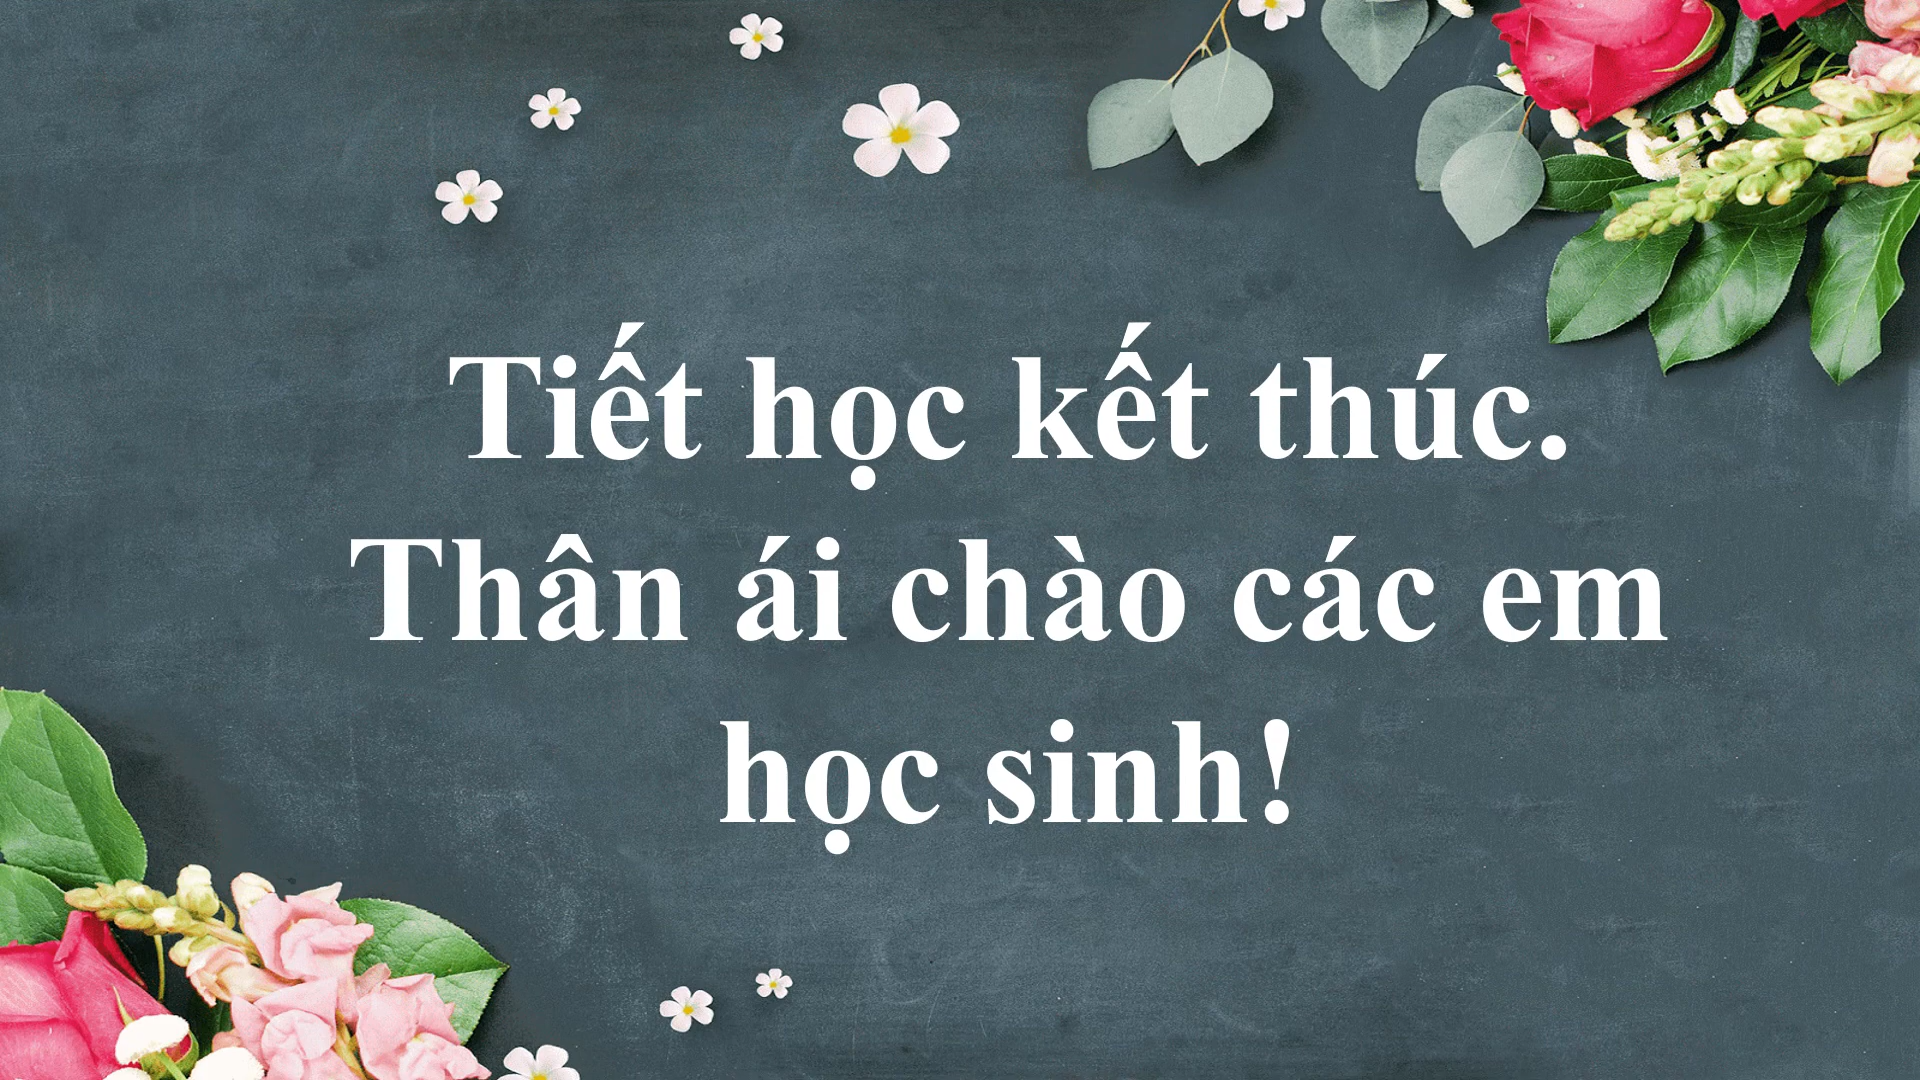 Tiết học kết thúc.
Thân ái chào các em
học sinh!